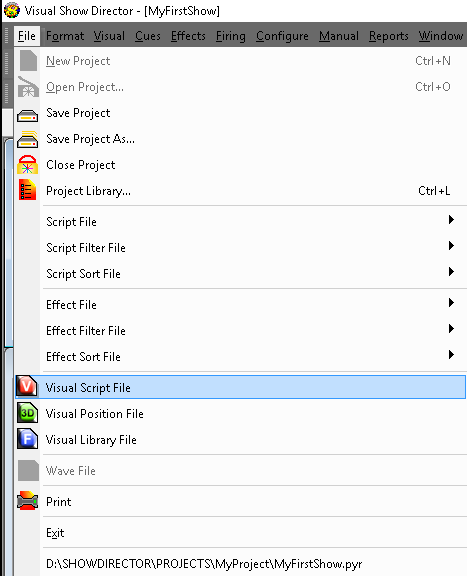 Visual Show Director - [MyFirstShow]
File Format Visual Cues Effects Firing Configure Manual Reports Window
New Project Ctrl+N
Open Project... Ctrl+O
Save Project
Save Project As...
Close Project
Project Library... Ctrl+L
Script File
Script Filter File
Script Sort File
Effect File
Effect Filter File
Effect Sort File
V Visual Script File
3D Visual Position File
F Visual Library File
Wave File
Print
Exit
D:\SHOWDIRECTOR\PROJECTS\MyProject\MyFirstShow.pyr